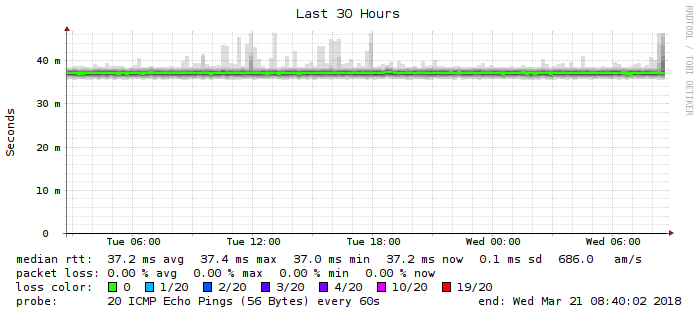 Last 30 Hours
RRDTOOL / TOBI OETIKER
Seconds
40 m
30 m
20 m
10 m
0
Tue 06:00 Tue 12:00 Tue 18:00 Wed 00:00 Wed 06:00
median rtt: 37.2 ms avg 37.4 ms max 37.0 ms min 37.2 ms now 0.1 ms sd 686.0 am/s
packet loss: 0.00 % avg 0.00 % max 0.00 % min 0.00 % now
loss color: 0 1/20 2/20 3/20 4/20 10/20 19/20
probe: 20 ICMP Echo Pings (56 Bytes) every 60s end: Wed Mar 21 08:40:02 2018